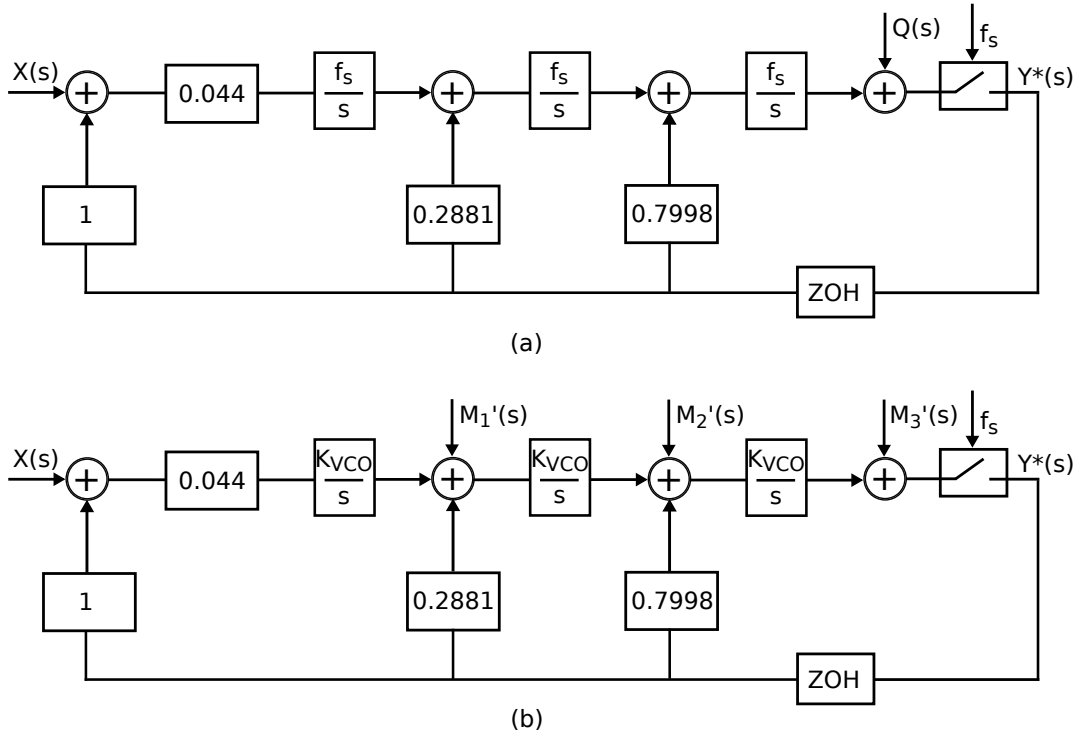 Q(s)
f_s
X(s)
+
0.044
f_s
s
+
f_s
s
+
f_s
s
+
Y*(s)
1
0.2881
0.7998
ZOH
(a)
M_1'(s)
M_2'(s)
M_3'(s)
f_s
X(s)
+
0.044
K_VCO
s
+
K_VCO
s
+
K_VCO
s
+
Y*(s)
1
0.2881
0.7998
ZOH
(b)